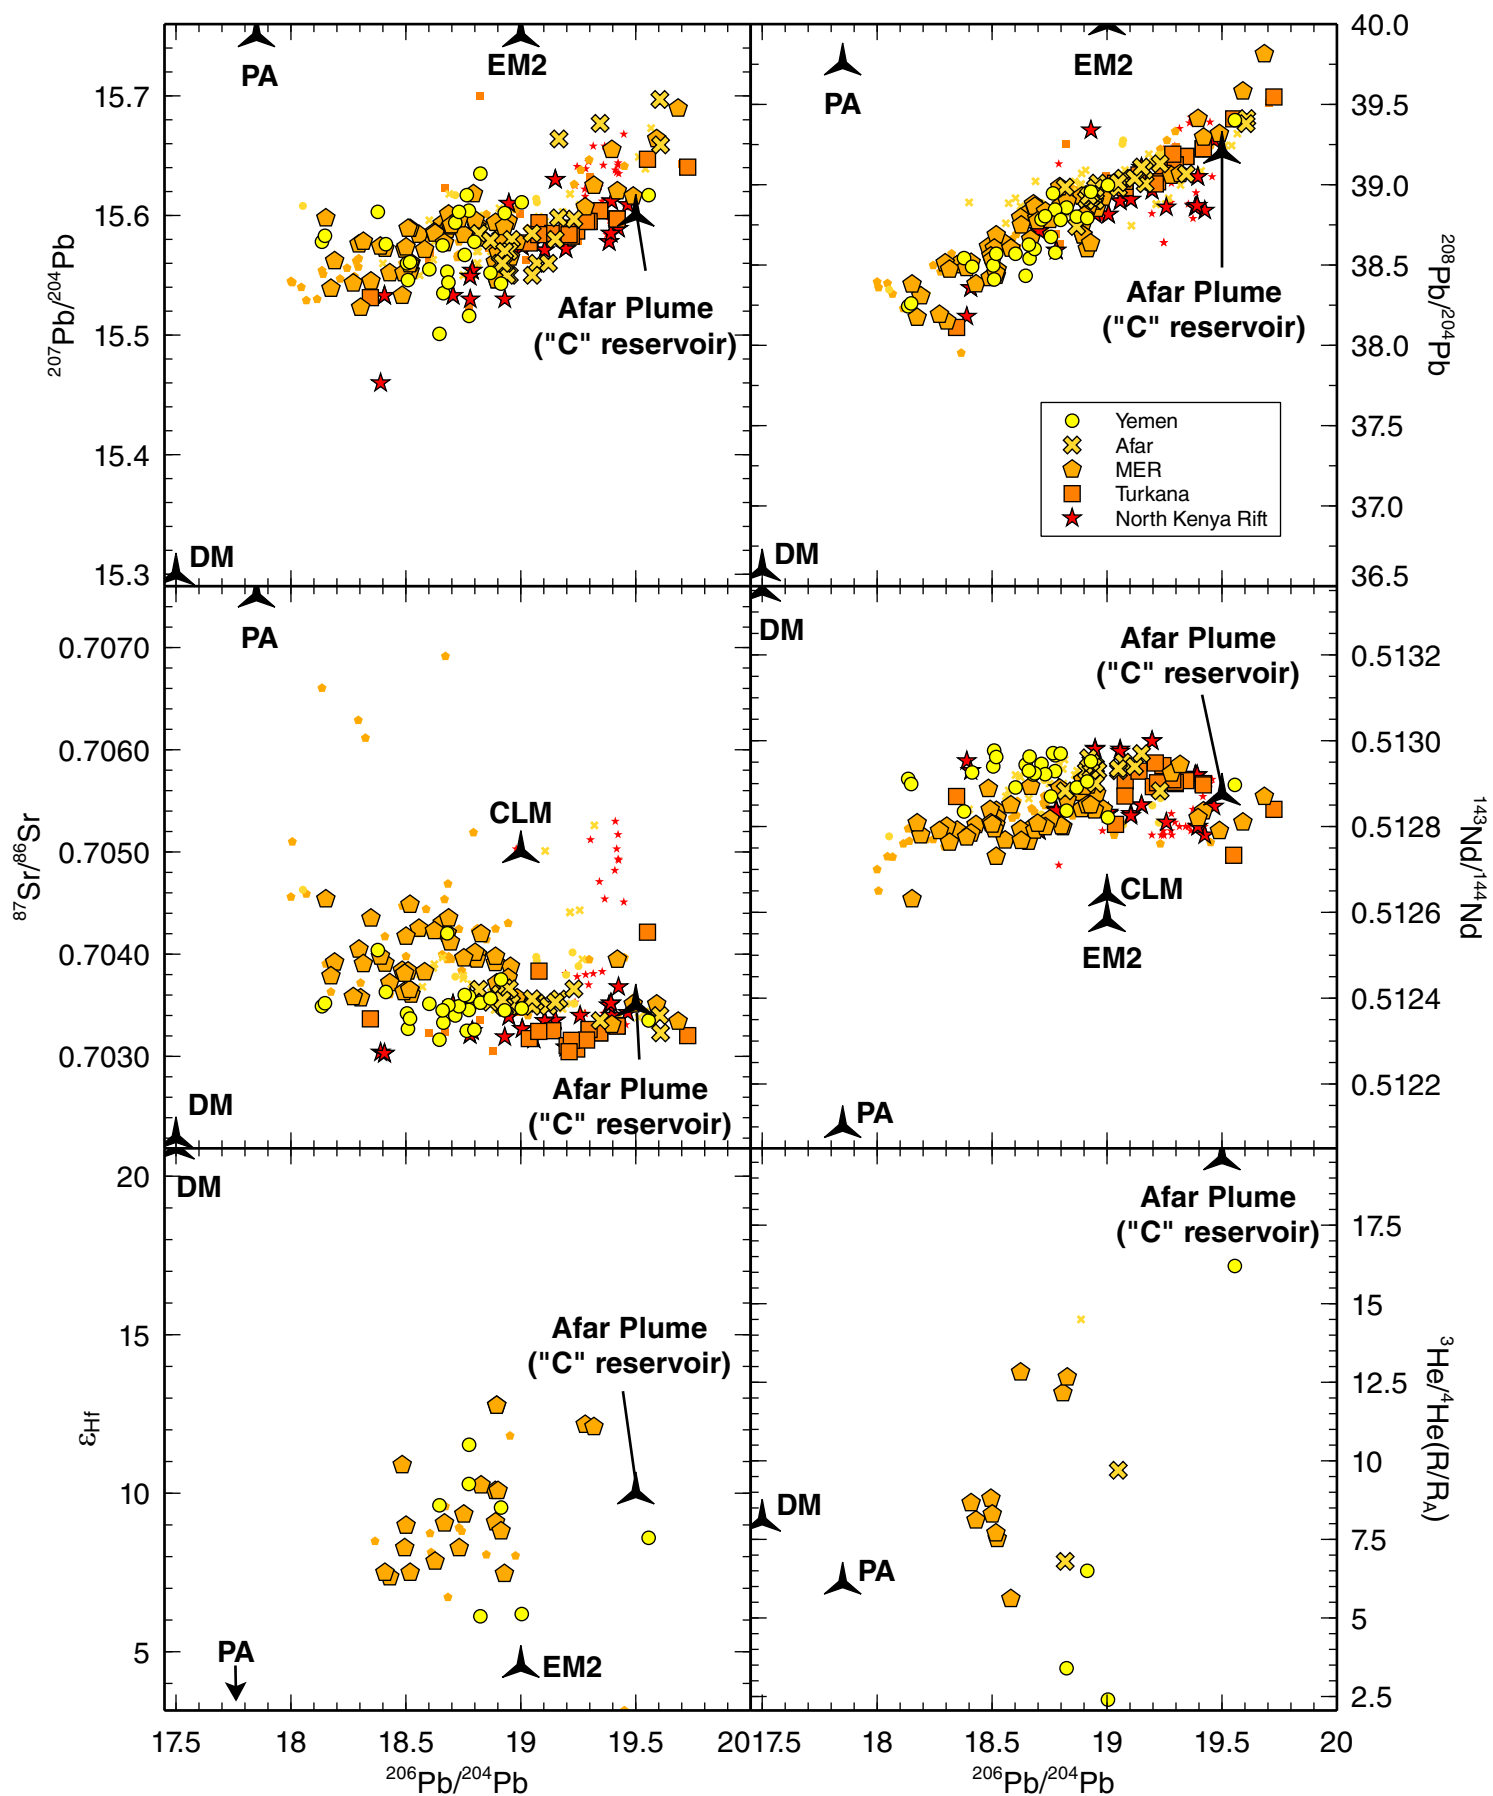 PA
EM2
15.7
15.6
15.5
15.4
15.3
207Pb/204Pb
Afar Plume
("C" reservoir)
DM
PA
EM2
40.0
39.5
39.0
38.5
38.0
37.5
37.0
36.5
208Pb/204Pb
Afar Plume
("C" reservoir)
Yemen
Afar
MER
Turkana
North Kenya Rift
DM
PA
0.7070
0.7060
0.7050
0.7040
0.7030
87Sr/86Sr
CLM
Afar Plume
("C" reservoir)
DM
DM
Afar Plume
("C" reservoir)
0.5132
0.5130
0.5128
0.5126
0.5124
0.5122
143Nd/144Nd
CLM
EM2
PA
DM
20
15
10
5
εHf
Afar Plume
("C" reservoir)
PA
EM2
17.5 18 18.5 19 19.5 20
206Pb/204Pb
Afar Plume
("C" reservoir)
17.5
15
12.5
10
7.5
5
2.5
3He/4He(R/RA)
DM
PA
17.5 18 18.5 19 19.5 20
206Pb/204Pb